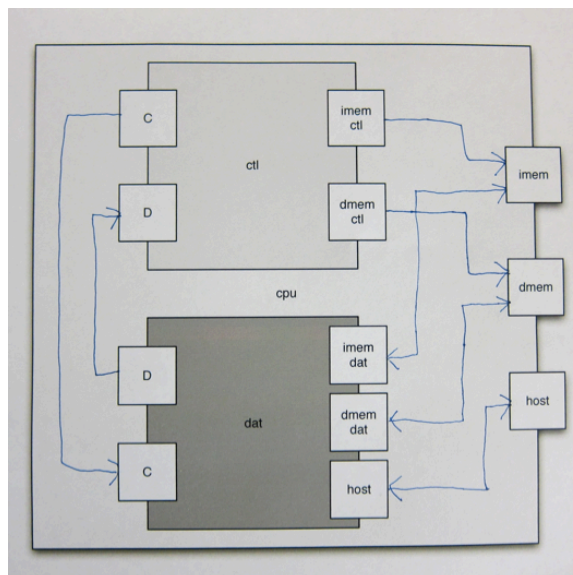 C
imem
ctl
ctl
imem
D
dmem
ctl
dmem
cpu
D
imem
dat
dat
dmem
dat
host
C
host